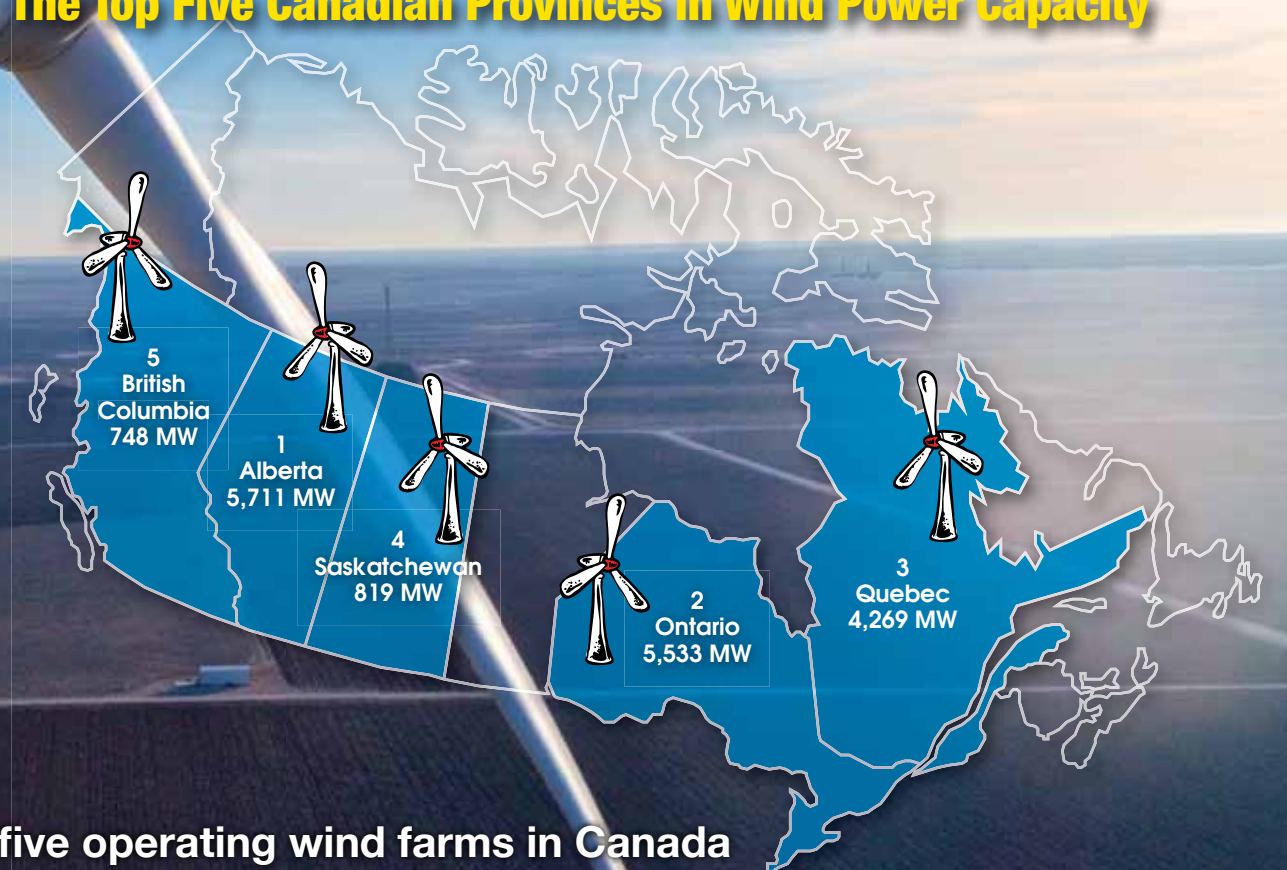 The Top Five Canadian Provinces in Wind Power Capacity
5
British
Columbia
748 MW
1
Alberta
5,711 MW
4
Saskatchewan
819 MW
2
Ontario
5,533 MW
3
Quebec
4,269 MW
five operating wind farms in Canada